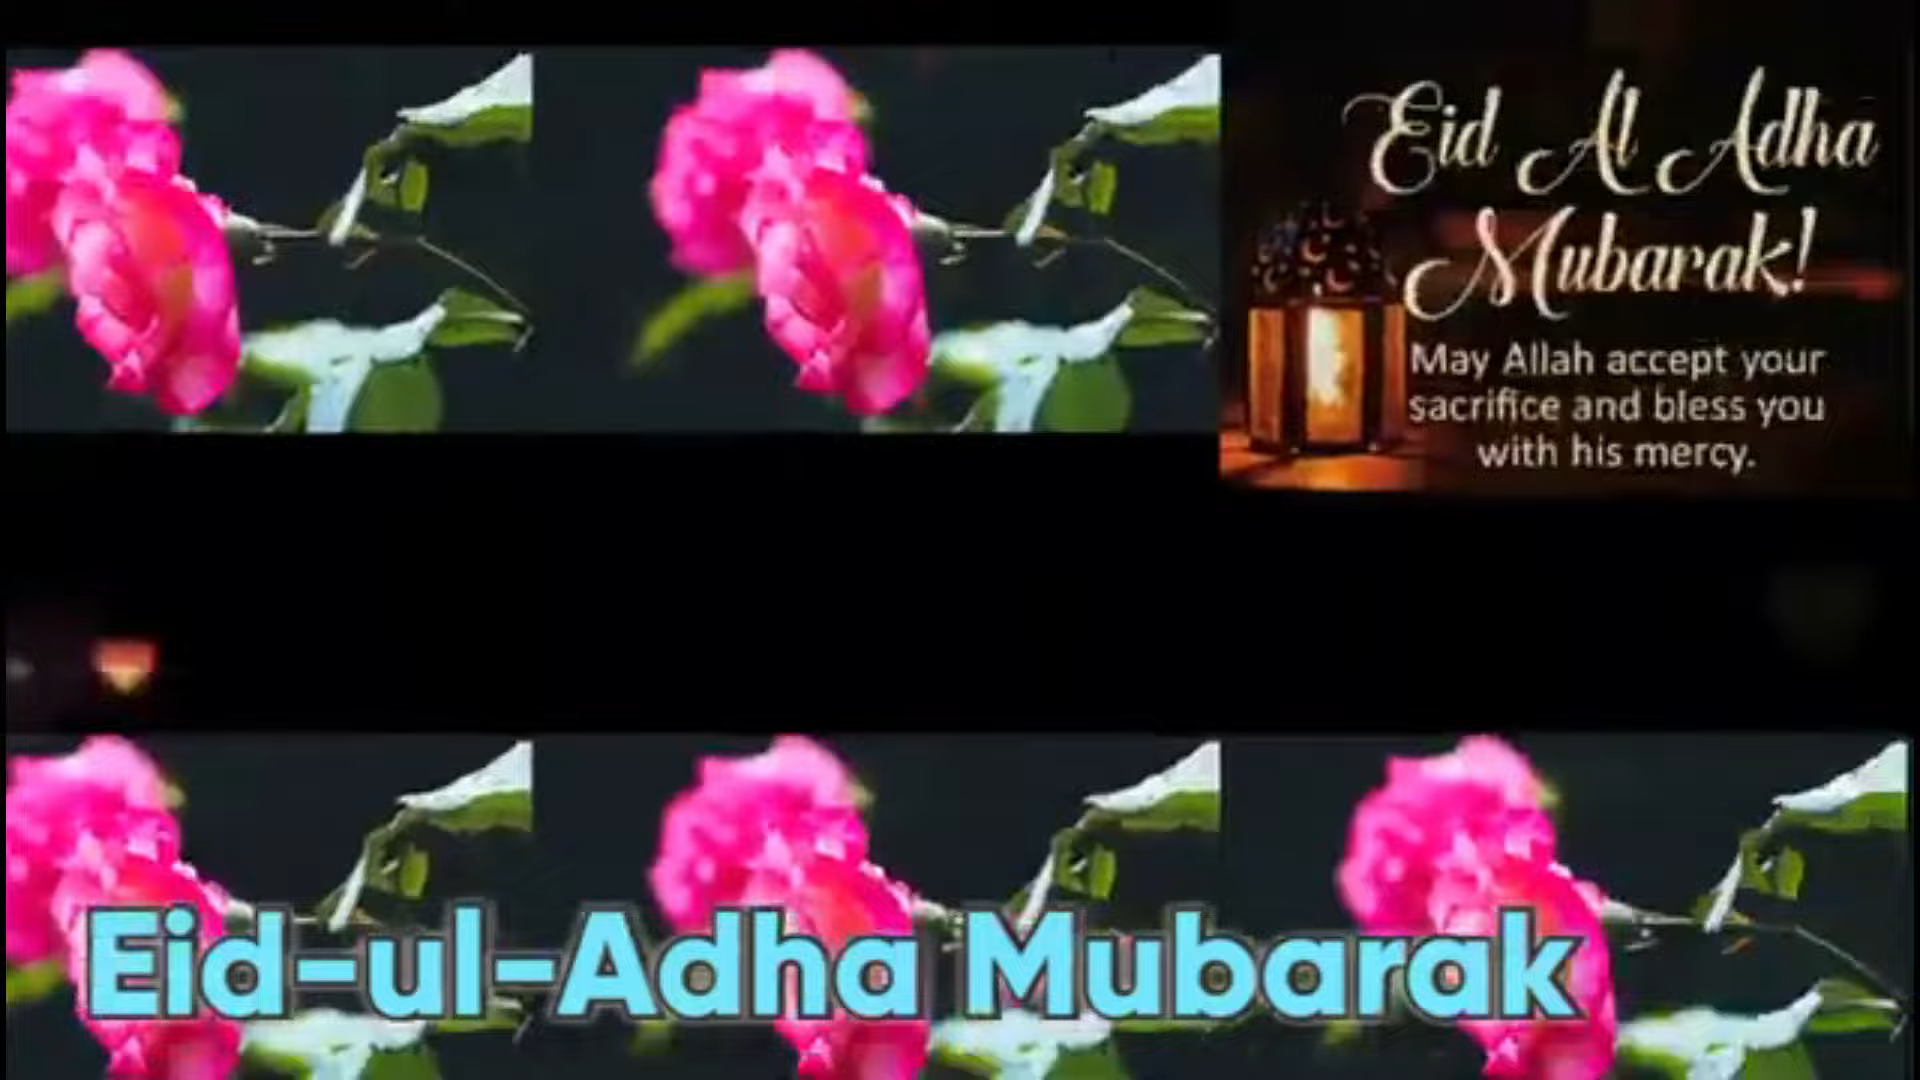 Eid Al Adha
Mubarak!
May Allah accept your
sacrifice and bless you
with his mercy.
Eid-ul-Adha Mubarak